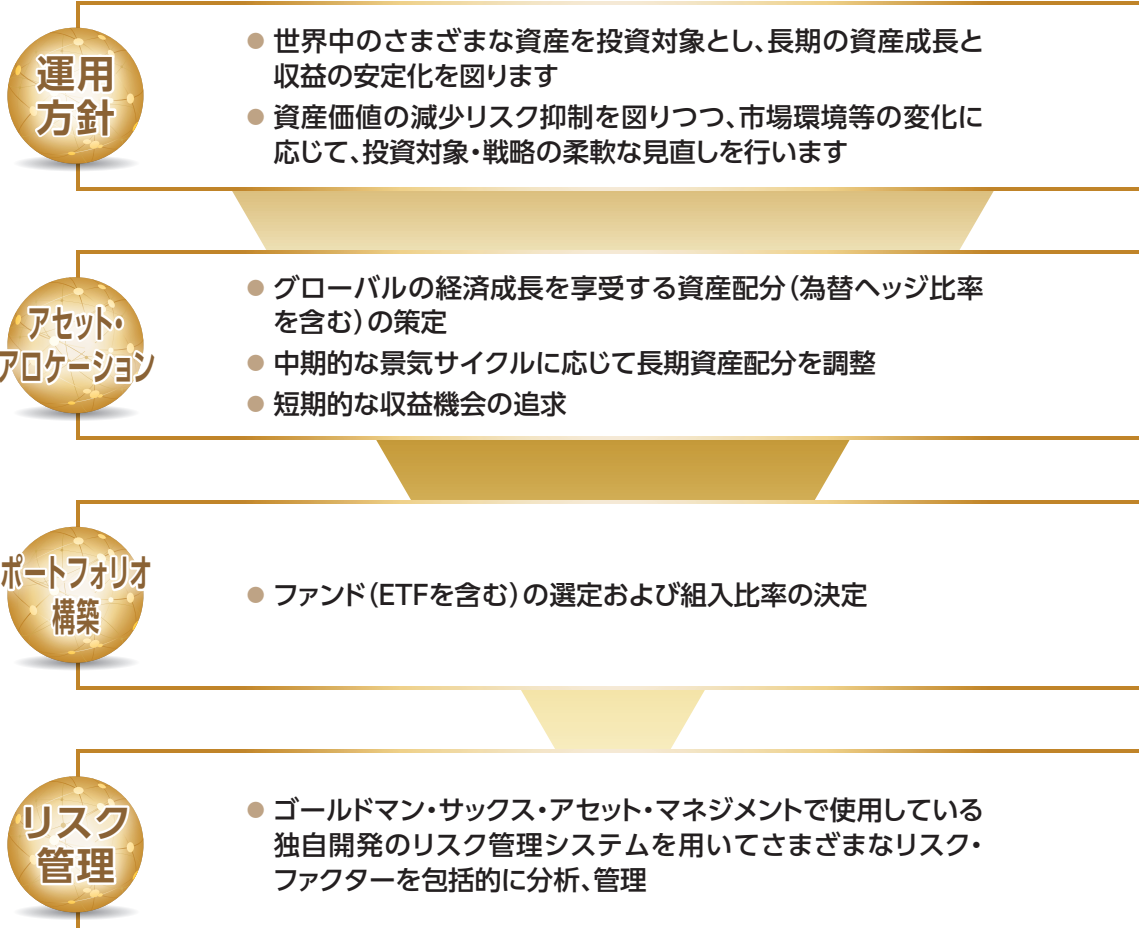 運用
方針
● 世界中のさまざまな資産を投資対象とし、長期の資産成長と
収益の安定化を図ります
● 資産価値の減少リスク抑制を図りつつ、市場環境等の変化に
応じて、投資対象・戦略の柔軟な見直しを行います
アセット・
アロケーション
● グローバルの経済成長を享受する資産配分(為替ヘッジ比率
を含む)の策定
● 中期的な景気サイクルに応じて長期資産配分を調整
● 短期的な収益機会の追求
ポートフォリオ
構築
● ファンド(ETFを含む)の選定および組入比率の決定
リスク
管理
● ゴールドマン・サックス・アセット・マネジメントで使用している
独自開発のリスク管理システムを用いてさまざまなリスク・
ファクターを包括的に分析、管理